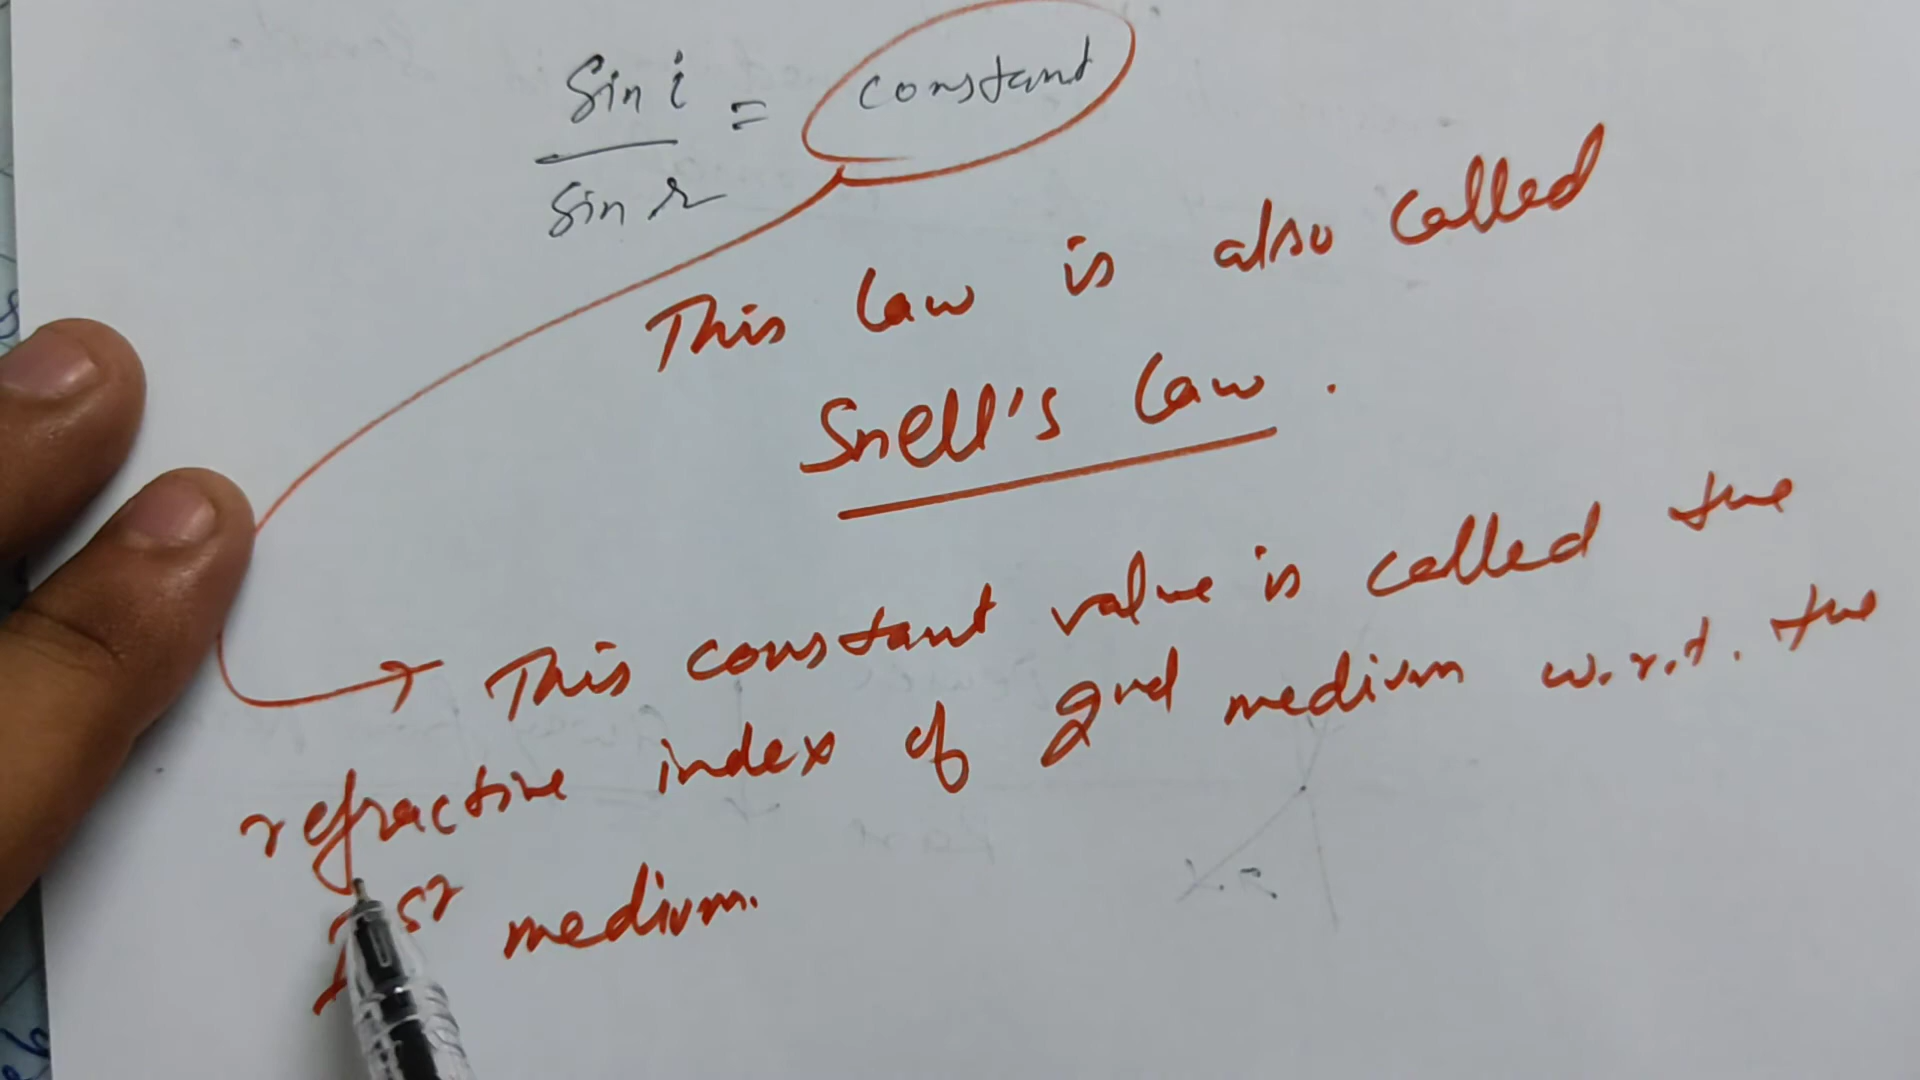 Sin i
= constant
Sin r
This law is also called
Snell's law.
This constant value is called the
refractive index of 2nd medium w.r.t. the
1st medium.